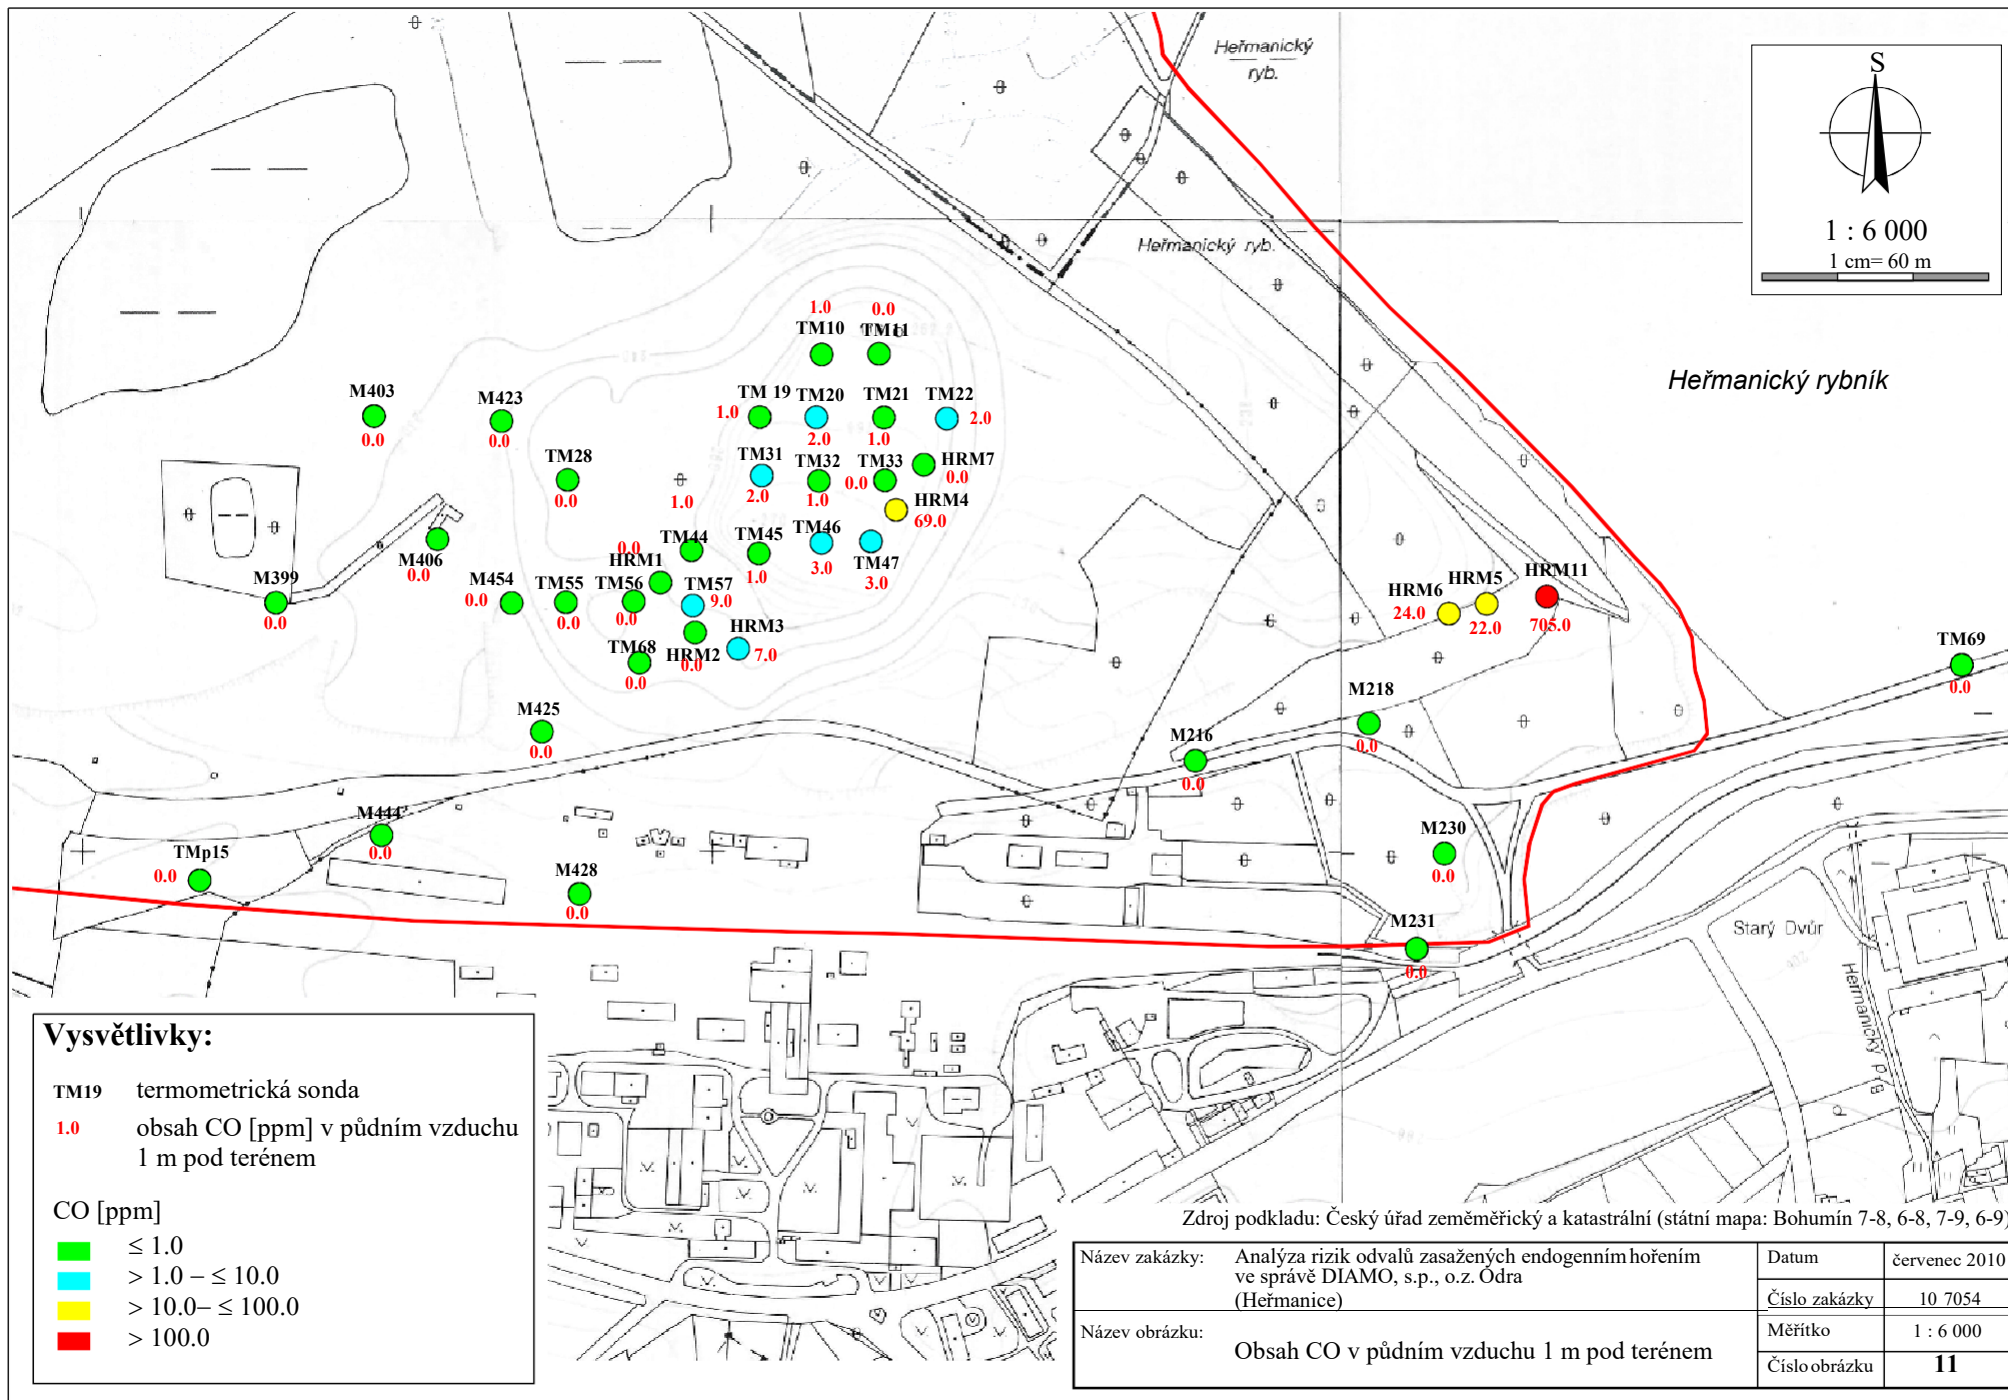 Heřmanický
ryb.
S
1 : 6 000
1 cm= 60 m
Heřmanický ryb.
Heřmanický rybník
1.0
TM10
0.0
TM11
M403
0.0
M423
0.0
TM 19
1.0
TM20
2.0
TM21
1.0
TM22
2.0
TM28
0.0
TM31
2.0
TM32
1.0
TM33
0.0
HRM7
0.0
HRM4
69.0
1.0
TM44
TM45
1.0
TM46
3.0
TM47
3.0
M406
0.0
M399
0.0
M454
0.0
TM55
0.0
TM56
0.0
0.0
HRM1
TM57
9.0
HRM2
0.0
HRM3
7.0
TM68
0.0
HRM6
24.0
HRM5
22.0
HRM11
705.0
TM69
0.0
M425
0.0
M216
0.0
M218
0.0
M444
0.0
TMp15
0.0
M428
0.0
M230
0.0
M231
0.0
Starý Dvůr
Heřmanický
Vysvětlivky:
TM19 termometrická sonda
1.0 obsah CO [ppm] v půdním vzduchu
1 m pod terénem
CO [ppm]
≤ 1.0
> 1.0 – ≤ 10.0
> 10.0– ≤ 100.0
> 100.0
Zdroj podkladu: Český úřad zeměměřický a katastrální (státní mapa: Bohumín 7-8, 6-8, 7-9, 6-9)
Název zakázky: Analýza rizik odvalů zasažených endogenním hořením
ve správě DIAMO, s.p., o.z. Odra
(Heřmanice)
Název obrázku:
Obsah CO v půdním vzduchu 1 m pod terénem
Datum červenec 2010
Číslo zakázky 10 7054
Měřítko 1 : 6 000
Číslo obrázku 11